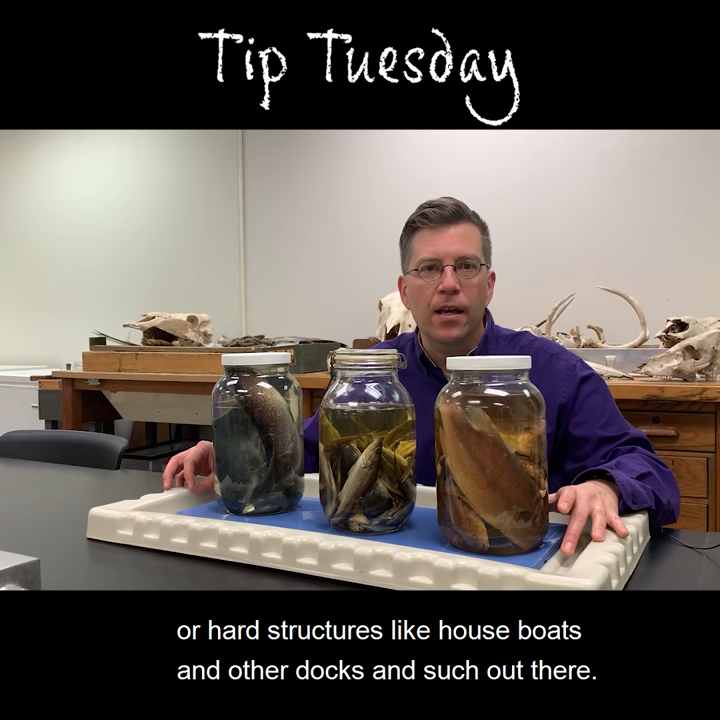 Tip Tuesday
or hard structures like house boats
and other docks and such out there.